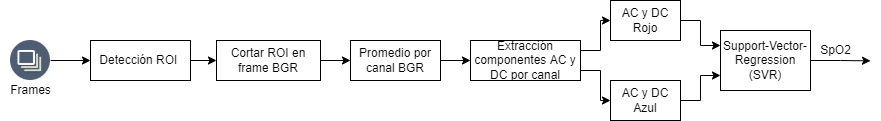 Frames
Detección ROI
Cortar ROI en
frame BGR
Promedio por
canal BGR
Extracción
componentes AC y
DC por canal
AC y DC
Rojo
AC y DC
Azul
Support-Vector-
Regression
(SVR)
SpO2